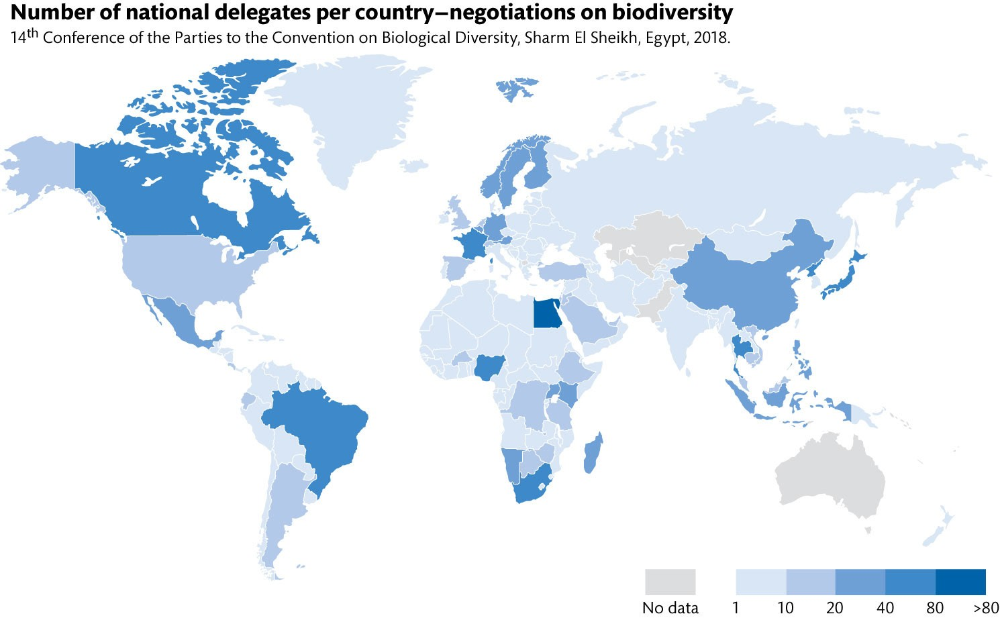 Number of national delegates per country–negotiations on biodiversity
14th Conference of the Parties to the Convention on Biological Diversity, Sharm El Sheikh, Egypt, 2018.
No data 1 10 20 40 80 >80